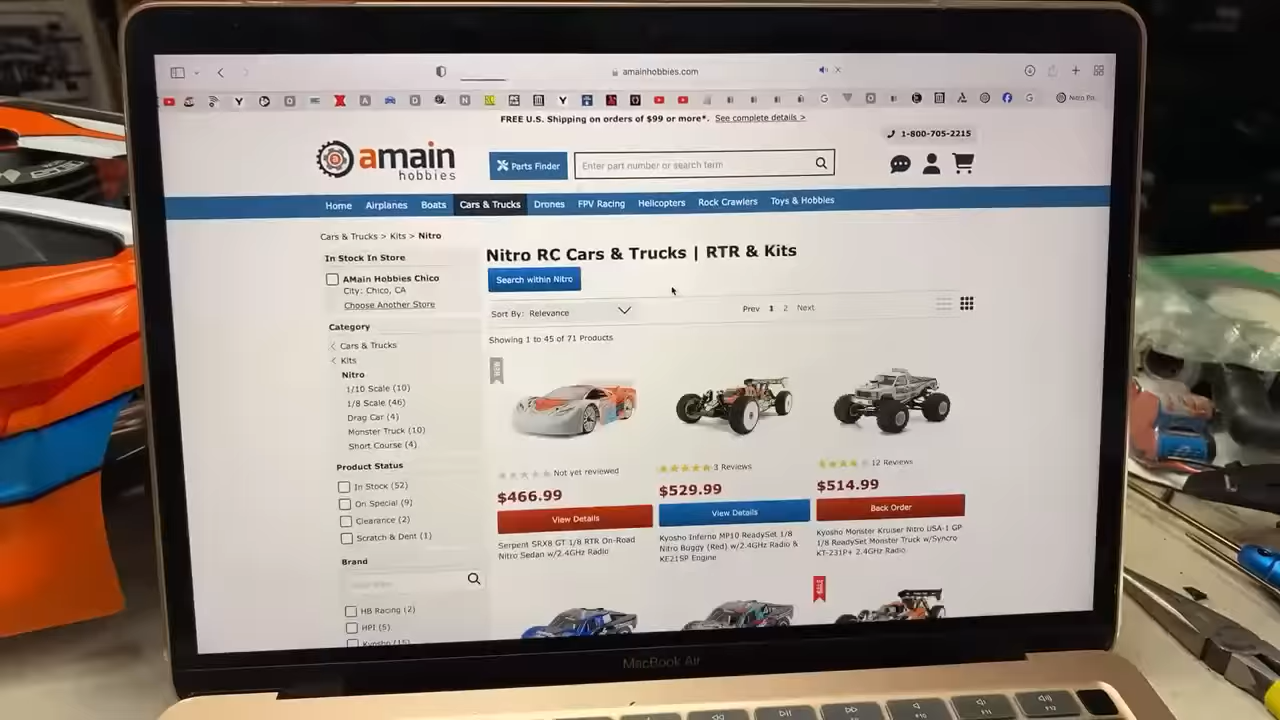 amainhobbies.com
Nitro Po...
FREE U.S. Shipping on orders of $99 or more*. See complete details >
1-800-705-2215
amain
hobbies
Parts Finder
Enter part number or search term
Home Airplanes Boats Cars & Trucks Drones FPV Racing Helicopters Rock Crawlers Toys & Hobbies
Cars & Trucks > Kits > Nitro
In Stock In Store
AMain Hobbies Chico
City: Chico, CA
Choose Another Store
Category
Cars & Trucks
Kits
Nitro
1/10 Scale (10)
1/8 Scale (46)
Drag Car (4)
Monster Truck (10)
Short Course (4)
Product Status
In Stock (52)
On Special (9)
Clearance (2)
Scratch & Dent (1)
Brand
HB Racing (2)
HPI (5)
Kyosho (15)
Nitro RC Cars & Trucks | RTR & Kits
Search within Nitro
Sort By: Relevance
Prev 1 2 Next
Showing 1 to 45 of 71 Products
Not yet reviewed
$466.99
View Details
Serpent SRX8 GT 1/8 RTR On-Road
Nitro Sedan w/2.4GHz Radio
3 Reviews
$529.99
View Details
Kyosho Inferno MP10 ReadySet 1/8
Nitro Buggy (Red) w/2.4GHz Radio &
KE21SP Engine
12 Reviews
$514.99
Back Order
Kyosho Monster Kruiser Nitro USA-1 GP
1/8 ReadySet Monster Truck w/Syncro
KT-231P+ 2.4GHz Radio
MacBook Air
F11
F12